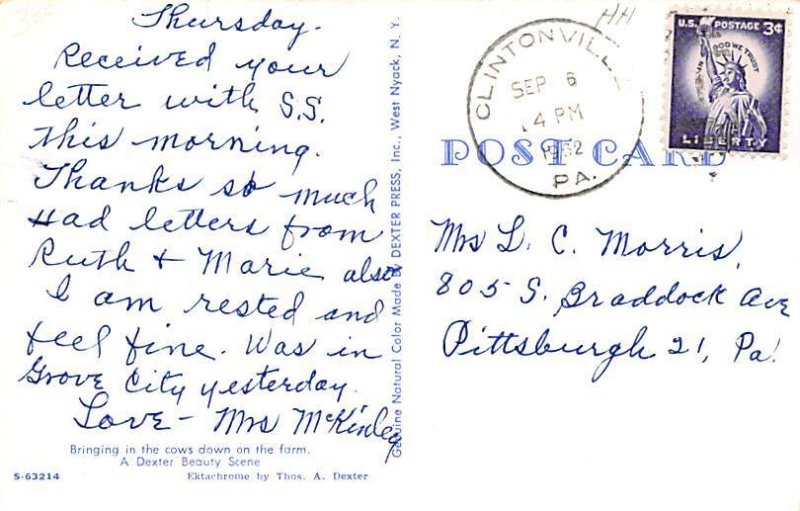 Thursday.
Received your
letter with S.S.
this morning.
Thanks so much
Had letters from
Ruth + Marie also
I am rested and
feel fine. Was in
Grove City yesterday.
Love - Mrs McKinley
Bringing in the cows down on the farm.
A Dexter Beauty Scene
S-63214
Ektachrome by Thos. A. Dexter
Genuine Natural Color Made By DEXTER PRESS, Inc., West Nyack, N. Y.
HH
CLINTONVILLE
SEP 6
4 PM
PA.
U.S. POSTAGE 3¢
IN GOD WE TRUST
LIBERTY
POST CARD
Mrs L. C. Morris,
805 S. Braddock Ave
Pittsburgh 21, Pa.